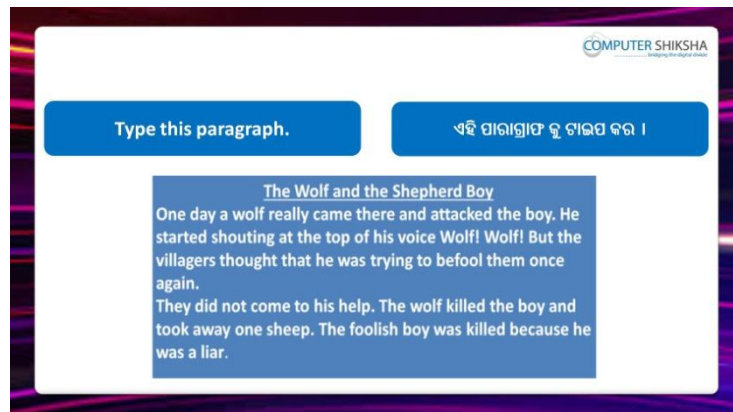 COMPUTER SHIKSHA
Type this paragraph.
ଏହି ପାରାଗ୍ରାଫ କୁ ଟାଇପ କର ।
The Wolf and the Shepherd Boy
One day a wolf really came there and attacked the boy. He
started shouting at the top of his voice Wolf! Wolf! But the
villagers thought that he was trying to befool them once
again.
They did not come to his help. The wolf killed the boy and
took away one sheep. The foolish boy was killed because he
was a liar.